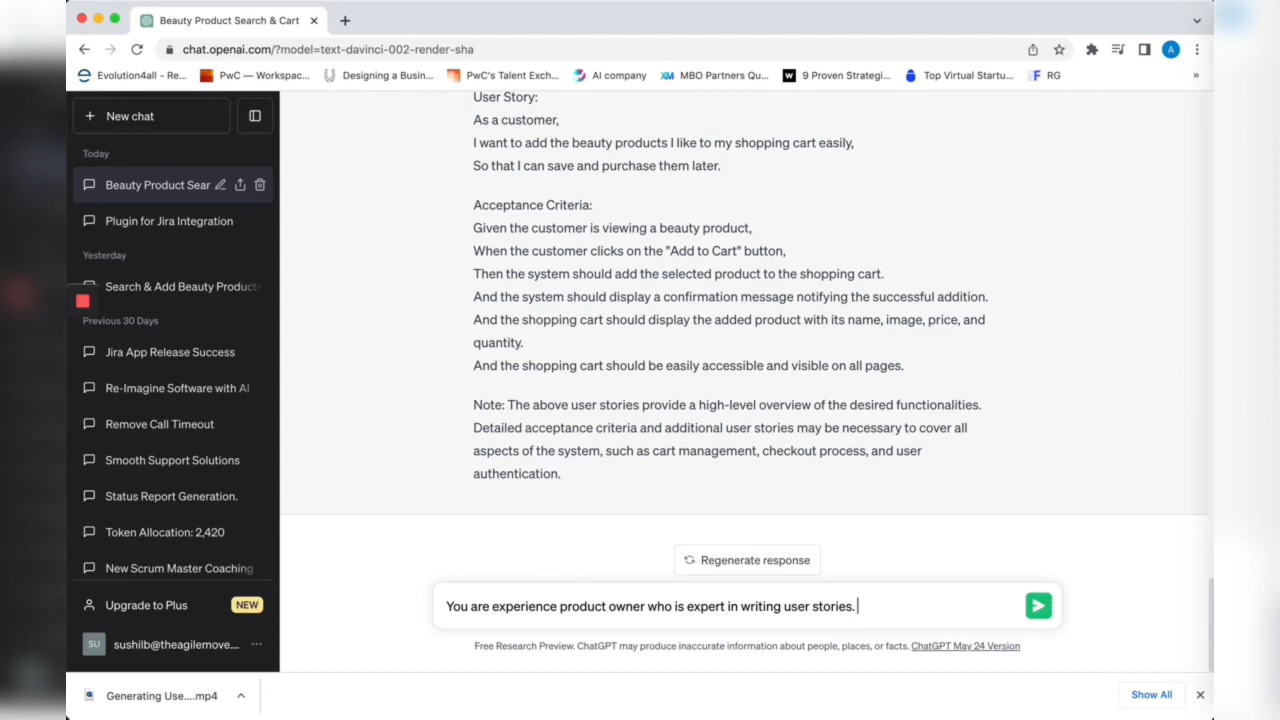 Beauty Product Search & Cart
chat.openai.com/?model=text-davinci-002-render-sha
A
Evolution4all - Re...
PwC — Workspac...
Designing a Busin...
PwC's Talent Exch...
AI company
MBO Partners Qu...
9 Proven Strategi...
Top Virtual Startu...
RG
»
New chat
Today
Beauty Product Sear
Plugin for Jira Integration
Yesterday
Search & Add Beauty Products
Previous 30 Days
Jira App Release Success
Re-Imagine Software with AI
Remove Call Timeout
Smooth Support Solutions
Status Report Generation.
Token Allocation: 2,420
New Scrum Master Coaching
Upgrade to Plus
NEW
SU
sushilb@theagilemove....
User Story:
As a customer,
I want to add the beauty products I like to my shopping cart easily,
So that I can save and purchase them later.
Acceptance Criteria:
Given the customer is viewing a beauty product,
When the customer clicks on the "Add to Cart" button,
Then the system should add the selected product to the shopping cart.
And the system should display a confirmation message notifying the successful addition.
And the shopping cart should display the added product with its name, image, price, and
quantity.
And the shopping cart should be easily accessible and visible on all pages.
Note: The above user stories provide a high-level overview of the desired functionalities.
Detailed acceptance criteria and additional user stories may be necessary to cover all
aspects of the system, such as cart management, checkout process, and user
authentication.
Regenerate response
You are experience product owner who is expert in writing user stories.
Free Research Preview. ChatGPT may produce inaccurate information about people, places, or facts. ChatGPT May 24 Version
Generating Use....mp4
Show All